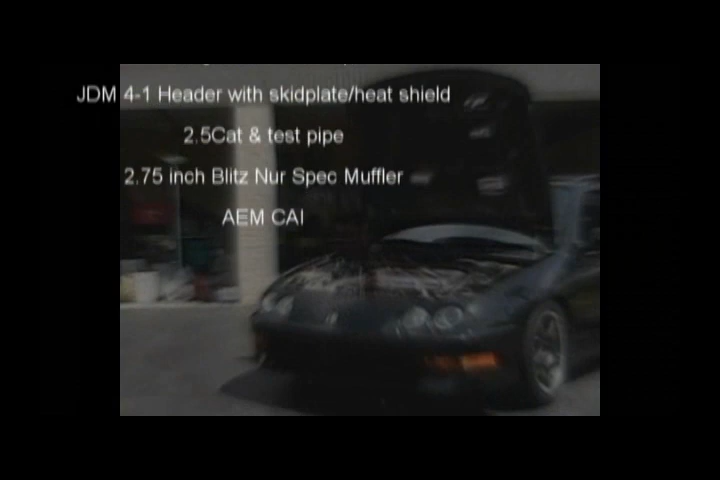 JDM 4-1 Header with skidplate/heat shield
2.5Cat & test pipe
2.75 inch Blitz Nur Spec Muffler
AEM CAI